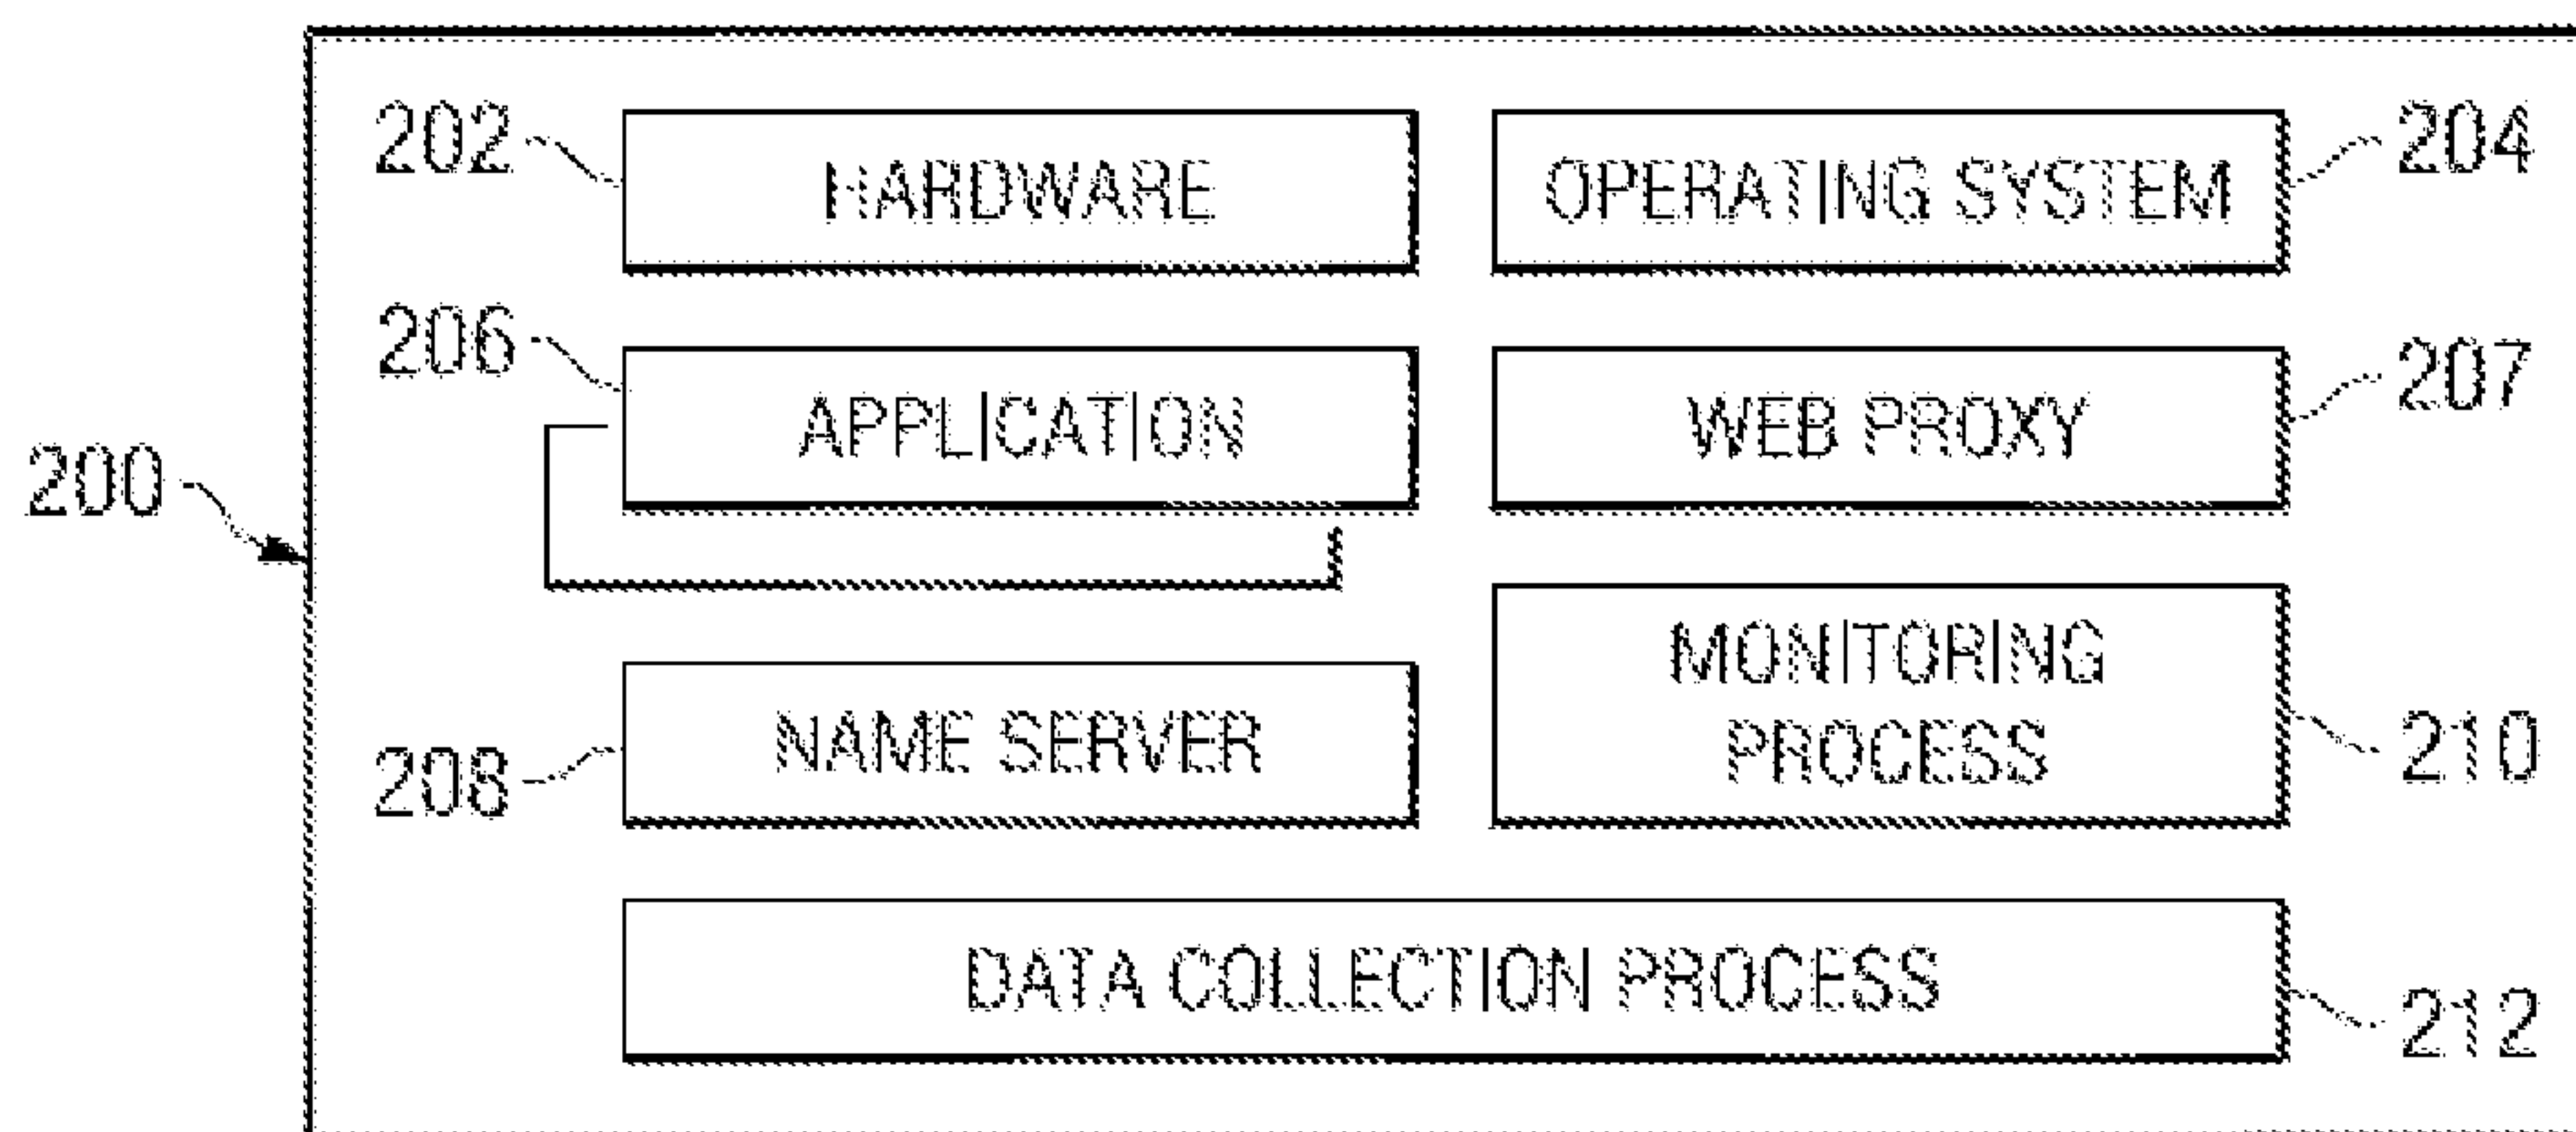 202 HARDWARE OPERATING SYSTEM 204
206 APPLICATION WEB PROXY 207
200
MONITORING
PROCESS 210
208 NAME SERVER
DATA COLLECTION PROCESS 212